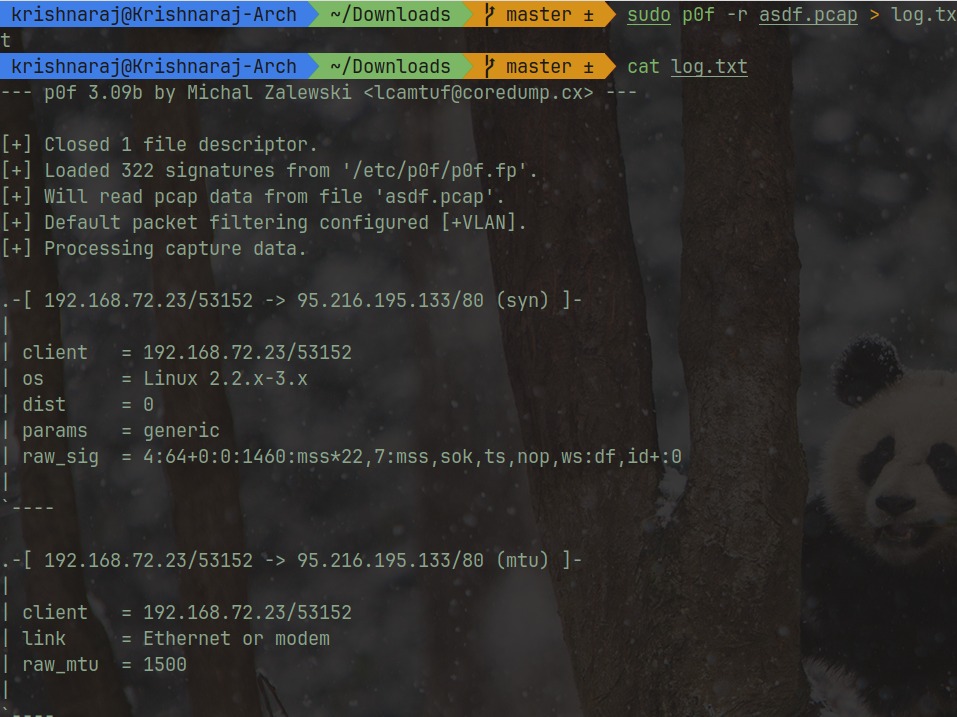 krishnaraj@Krishnaraj-Arch ~/Downloads master ± sudo p0f -r asdf.pcap > log.tx
t
krishnaraj@Krishnaraj-Arch ~/Downloads master ± cat log.txt
--- p0f 3.09b by Michal Zalewski <lcamtuf@coredump.cx> ---
[+] Closed 1 file descriptor.
[+] Loaded 322 signatures from '/etc/p0f/p0f.fp'.
[+] Will read pcap data from file 'asdf.pcap'.
[+] Default packet filtering configured [+VLAN].
[+] Processing capture data.
.-[ 192.168.72.23/53152 -> 95.216.195.133/80 (syn) ]-
|
| client   = 192.168.72.23/53152
| os       = Linux 2.2.x-3.x
| dist     = 0
| params   = generic
| raw_sig  = 4:64+0:0:1460:mss*22,7:mss,sok,ts,nop,ws:df,id+:0
|
`----
.-[ 192.168.72.23/53152 -> 95.216.195.133/80 (mtu) ]-
|
| client   = 192.168.72.23/53152
| link     = Ethernet or modem
| raw_mtu  = 1500
|
`----